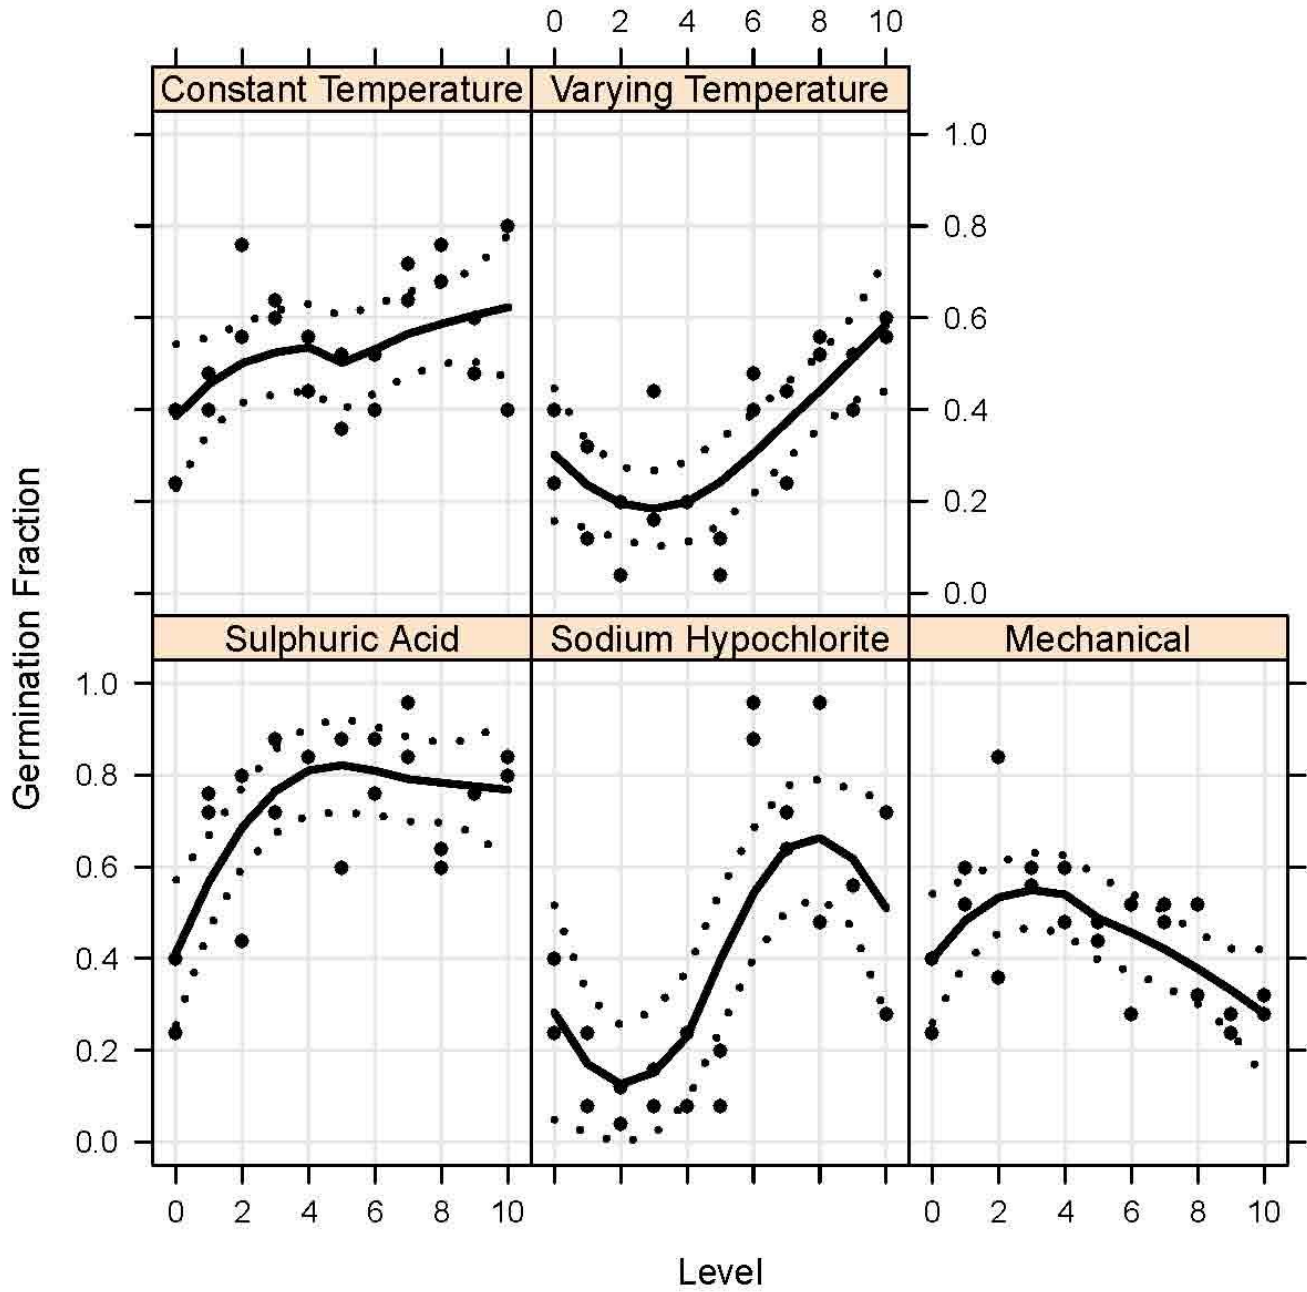 0 2 4 6 8 10
Constant Temperature Varying Temperature
1.0
0.8
0.6
0.4
0.2
0.0
Germination Fraction
Sulphuric Acid Sodium Hypochlorite Mechanical
1.0
0.8
0.6
0.4
0.2
0.0
0 2 4 6 8 10 0 2 4 6 8 10
Level